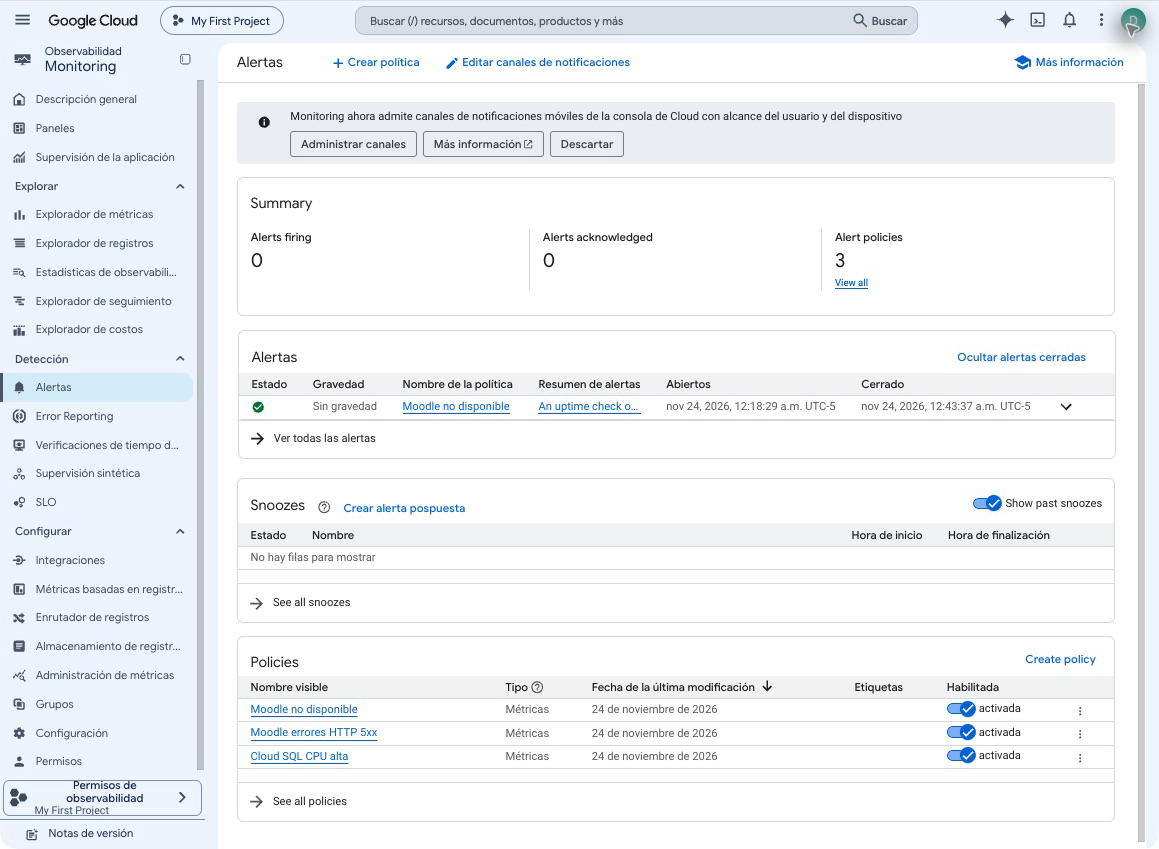 Google Cloud
My First Project
Buscar (/) recursos, documentos, productos y más
Buscar
Observabilidad
Monitoring
Descripción general
Paneles
Supervisión de la aplicación
Explorar
Explorador de métricas
Explorador de registros
Estadísticas de observabili...
Explorador de seguimiento
Explorador de costos
Detección
Alertas
Error Reporting
Verificaciones de tiempo d...
Supervisión sintética
SLO
Configurar
Integraciones
Métricas basadas en registr...
Enrutador de registros
Almacenamiento de registr...
Administración de métricas
Grupos
Configuración
Permisos
Permisos de
observabilidad
My First Project
Notas de versión
Alertas
Crear política
Editar canales de notificaciones
Más información
Monitoring ahora admite canales de notificaciones móviles de la consola de Cloud con alcance del usuario y del dispositivo
Administrar canales
Más información
Descartar
Summary
Alerts firing
0
Alerts acknowledged
0
Alert policies
3
View all
Alertas
Ocultar alertas cerradas
Estado Gravedad Nombre de la política Resumen de alertas Abiertos Cerrado
Sin gravedad Moodle no disponible An uptime check o... nov 24, 2026, 12:18:29 a.m. UTC-5 nov 24, 2026, 12:43:37 a.m. UTC-5
Ver todas las alertas
Snoozes
Crear alerta pospuesta
Show past snoozes
Estado Nombre Hora de inicio Hora de finalización
No hay filas para mostrar
See all snoozes
Policies
Create policy
Nombre visible Tipo Fecha de la última modificación Etiquetas Habilitada
Moodle no disponible Métricas 24 de noviembre de 2026 activada
Moodle errores HTTP 5xx Métricas 24 de noviembre de 2026 activada
Cloud SQL CPU alta Métricas 24 de noviembre de 2026 activada
See all policies